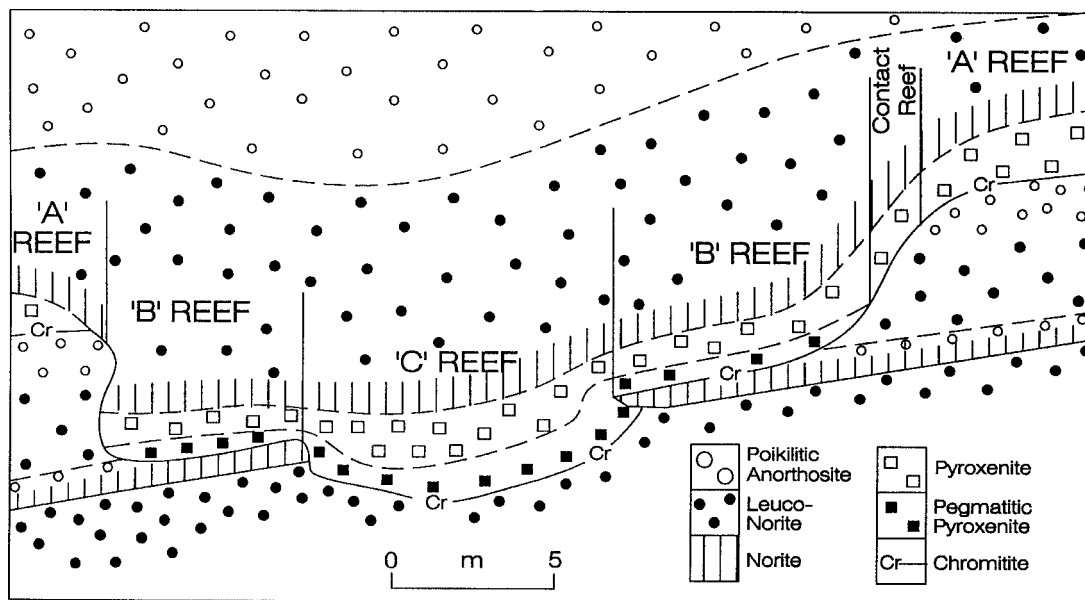 'A' REEF
Contact
Reef
'A'
REEF
Cr
'B' REEF
'B' REEF
'C' REEF
Cr
Cr
Cr
Cr
0 m 5
Poikilitic
Anorthosite
Leuco-
Norite
Norite
Pyroxenite
Pegmatitic
Pyroxenite
Cr
Chromitite